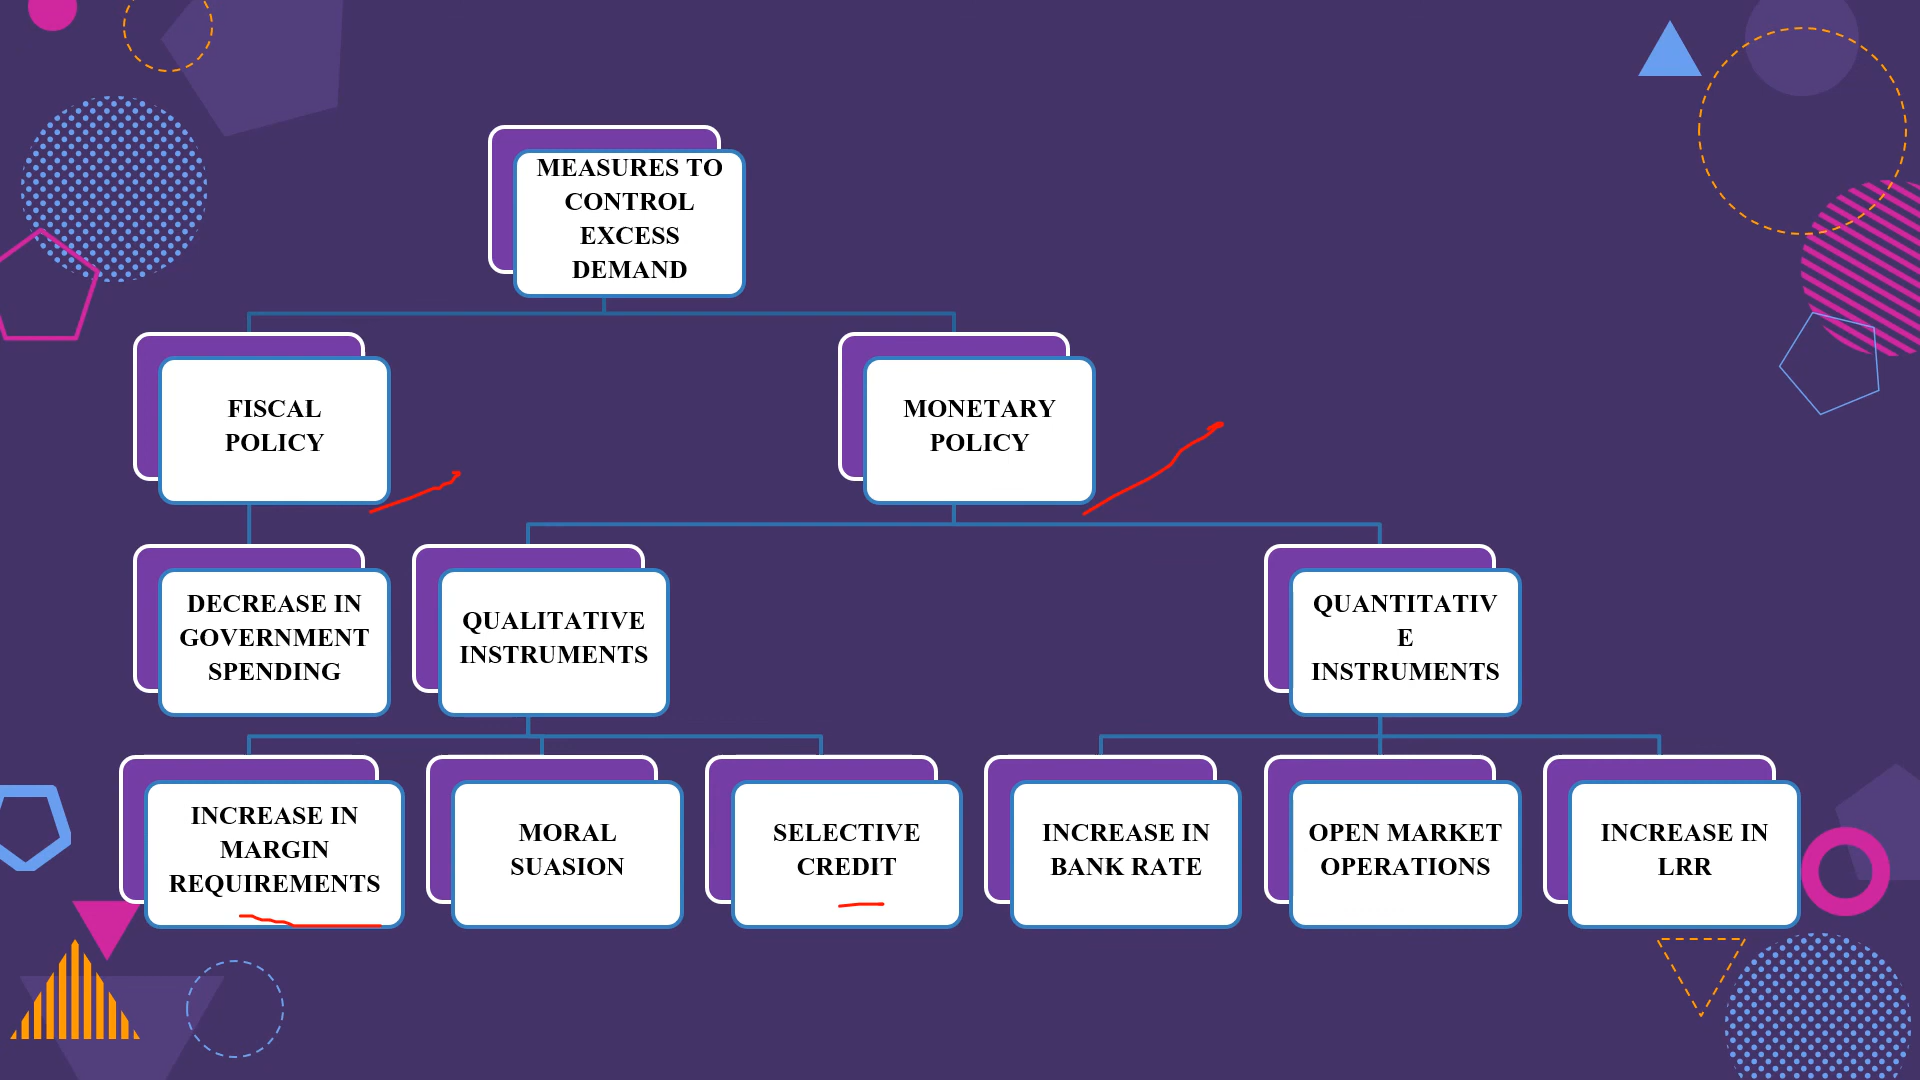 MEASURES TO
CONTROL
EXCESS
DEMAND
FISCAL
POLICY
MONETARY
POLICY
DECREASE IN
GOVERNMENT
SPENDING
QUALITATIVE
INSTRUMENTS
QUANTITATIV
E
INSTRUMENTS
INCREASE IN
MARGIN
REQUIREMENTS
MORAL
SUASION
SELECTIVE
CREDIT
INCREASE IN
BANK RATE
OPEN MARKET
OPERATIONS
INCREASE IN
LRR